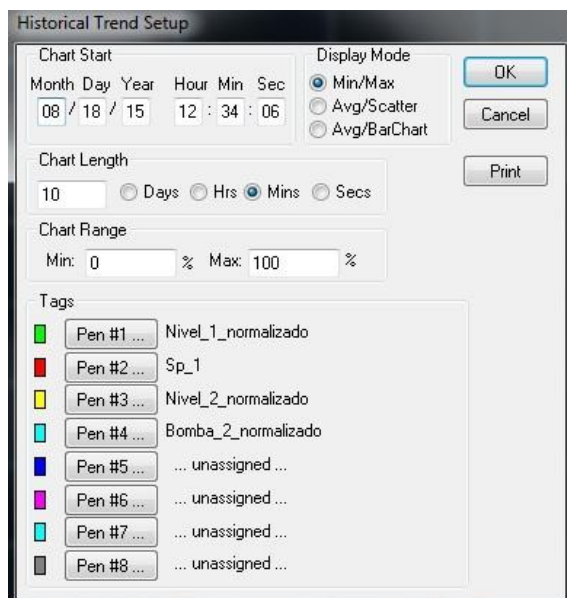 Historical Trend Setup
Chart Start
Month Day Year Hour Min Sec
08 / 18 / 15 12 : 34 : 06
Display Mode
Min/Max
Avg/Scatter
Avg/BarChart
OK
Cancel
Print
Chart Length
10 Days Hrs Mins Secs
Chart Range
Min: 0 % Max: 100 %
Tags
Pen #1 ... Nivel_1_normalizado
Pen #2 ... Sp_1
Pen #3 ... Nivel_2_normalizado
Pen #4 ... Bomba_2_normalizado
Pen #5 ... ... unassigned ...
Pen #6 ... ... unassigned ...
Pen #7 ... ... unassigned ...
Pen #8 ... ... unassigned ...